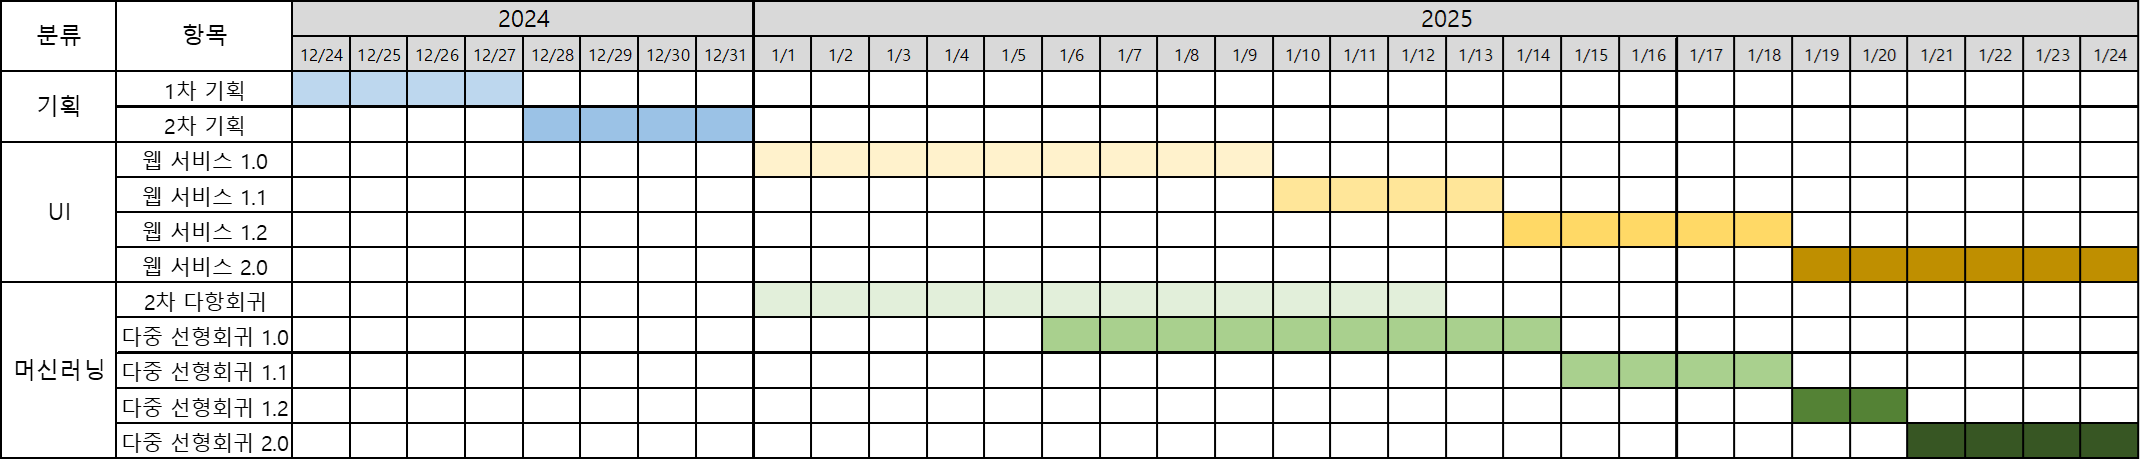 분류 항목 2024 2025
12/24 12/25 12/26 12/27 12/28 12/29 12/30 12/31 1/1 1/2 1/3 1/4 1/5 1/6 1/7 1/8 1/9 1/10 1/11 1/12 1/13 1/14 1/15 1/16 1/17 1/18 1/19 1/20 1/21 1/22 1/23 1/24
기획 1차 기획
2차 기획
UI 웹 서비스 1.0
웹 서비스 1.1
웹 서비스 1.2
웹 서비스 2.0
머신러닝 2차 다항회귀
다중 선형회귀 1.0
다중 선형회귀 1.1
다중 선형회귀 1.2
다중 선형회귀 2.0